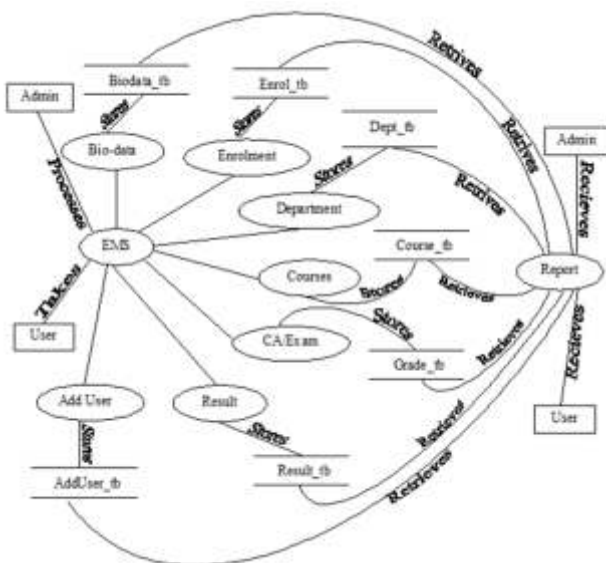 Retrives
Biodata_tb
Enrol_tb
Admin
Stores
Stores
Retrives
Dept_tb
Admin
Bio-data
Enrolment
Stores
Processes
Retrives
Recieves
Department
EMS
Course_tb
Report
Courses
Stores
Retrieves
Takes
Stores
User
CA/Exam
Retrieves
Recieves
Grade_tb
Add User
Result
User
Stores
Stores
Retrieves
AddUser_tb
Result_tb
Retrieves